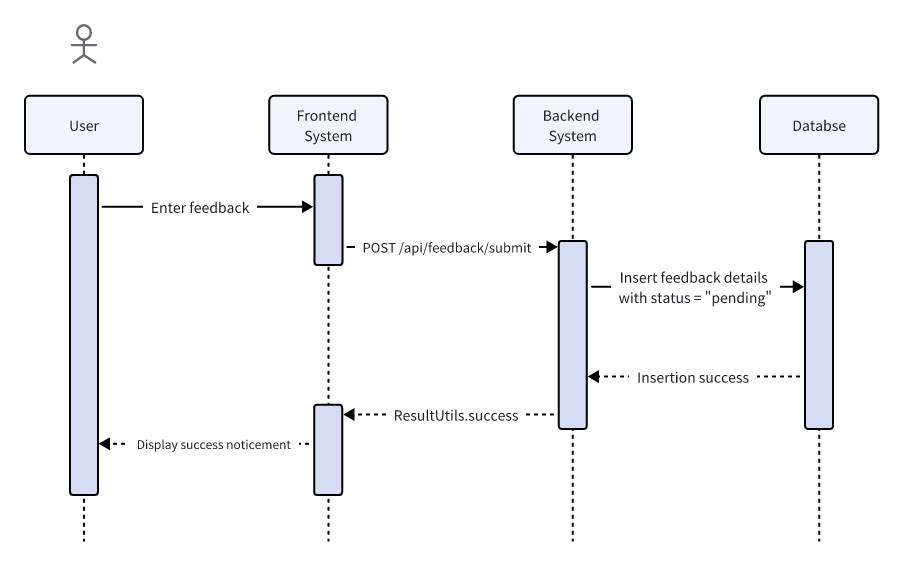 User
Frontend
System
Backend
System
Databse
Enter feedback
POST /api/feedback/submit
Insert feedback details
with status = "pending"
Insertion success
ResultUtils.success
Display success noticement